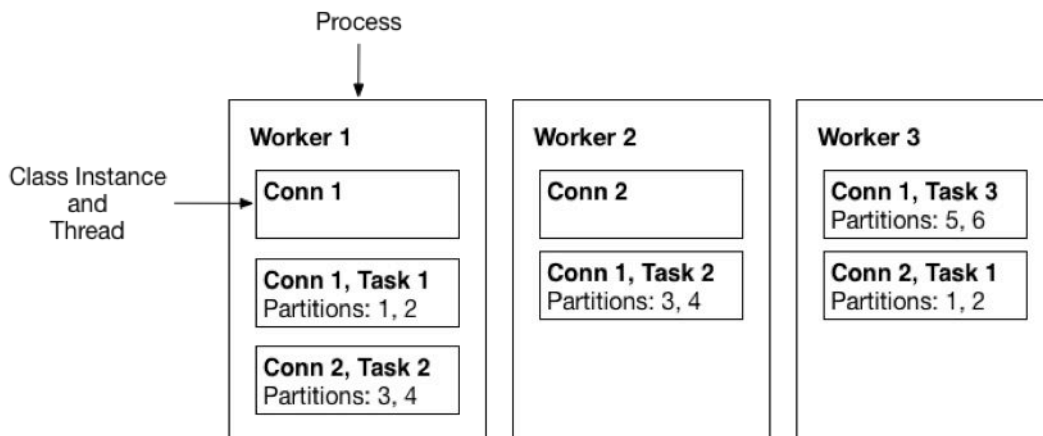 Process
Class Instance
and
Thread
Worker 1
Conn 1
Conn 1, Task 1
Partitions: 1, 2
Conn 2, Task 2
Partitions: 3, 4
Worker 2
Conn 2
Conn 1, Task 2
Partitions: 3, 4
Worker 3
Conn 1, Task 3
Partitions: 5, 6
Conn 2, Task 1
Partitions: 1, 2